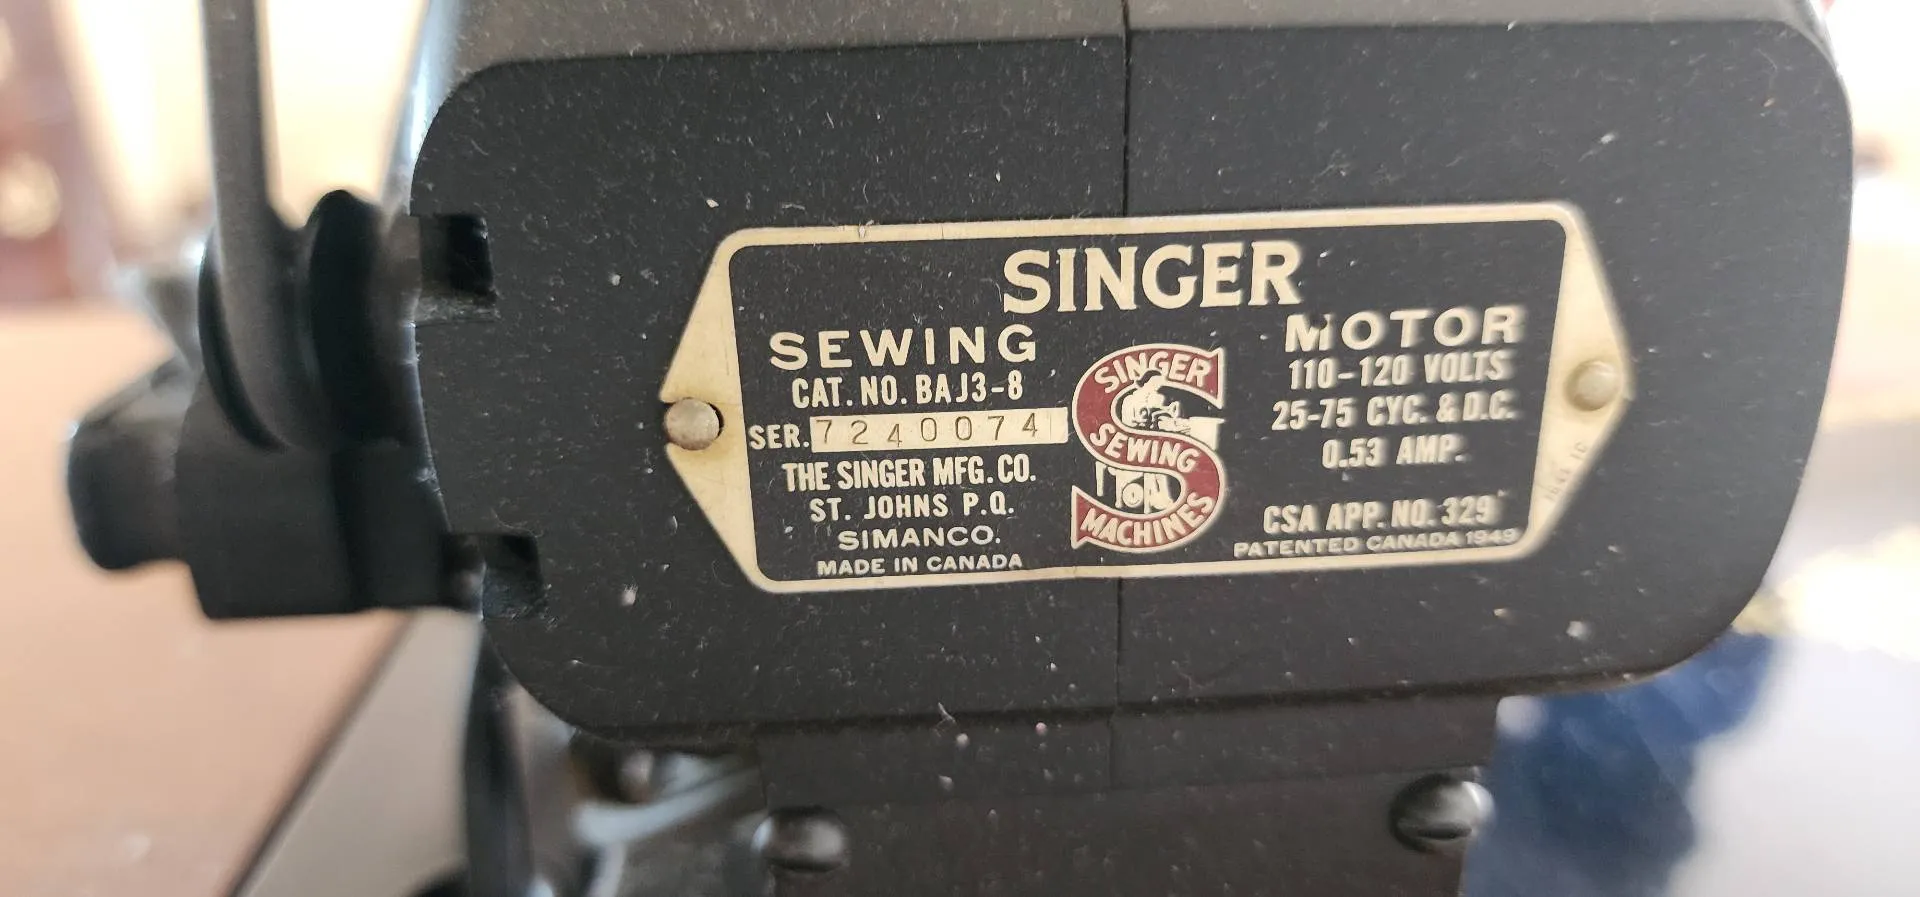 SINGER
SEWING
CAT. NO. BAJ3-8
SER. 7240074
THE SINGER MFG. CO.
ST. JOHNS P.Q.
SIMANCO.
MADE IN CANADA
SINGER
SEWING
MACHINES
MOTOR
110-120 VOLTS
25-75 CYC. & D.C.
0.53 AMP.
CSA APP. NO. 329
PATENTED CANADA 1949